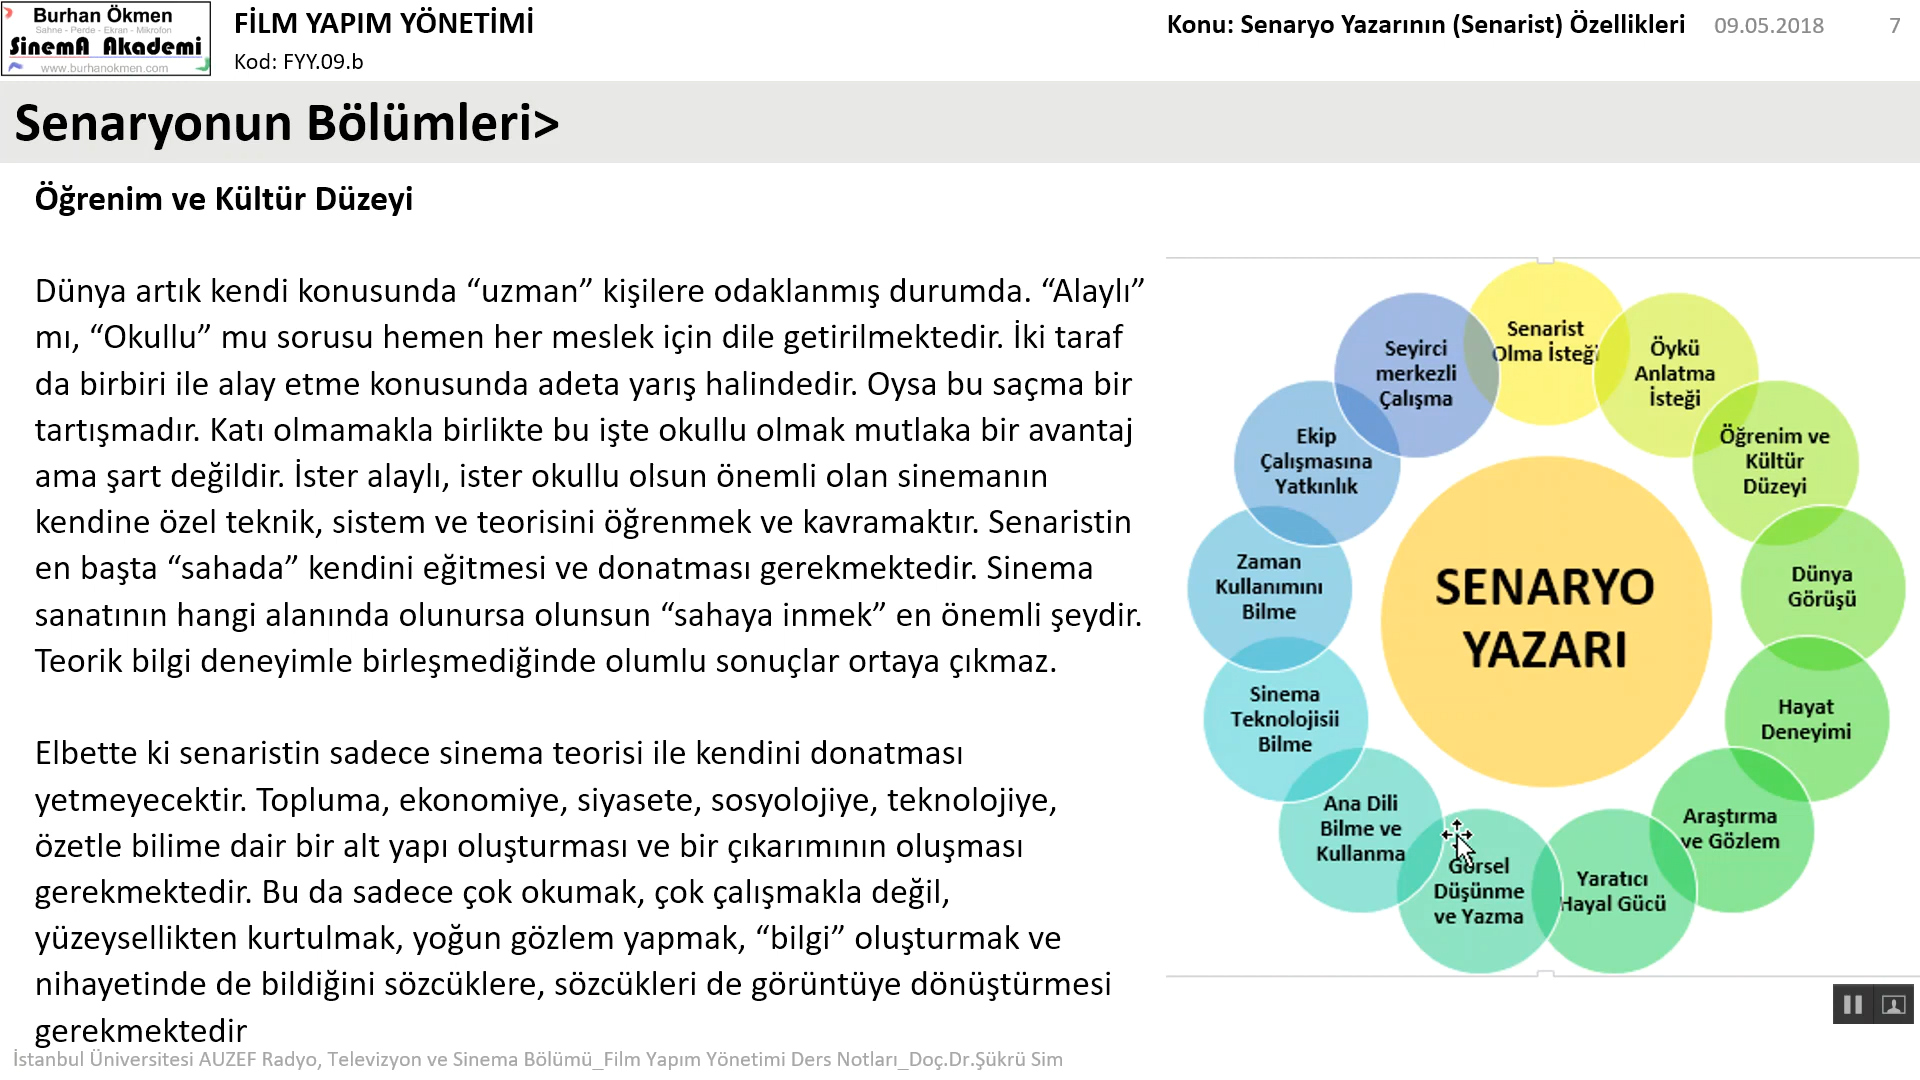 Burhan Ökmen
Sahne - Perde - Ekran - Mikrofon
SinemA Akademi
www.burhanokmen.com
FİLM YAPIM YÖNETİMİ
Kod: FYY.09.b
Konu: Senaryo Yazarının (Senarist) Özellikleri
09.05.2018
7
Senaryonun Bölümleri>
Öğrenim ve Kültür Düzeyi
Dünya artık kendi konusunda “uzman” kişilere odaklanmış durumda. “Alaylı”
mı, “Okullu” mu sorusu hemen her meslek için dile getirilmektedir. İki taraf
da birbiri ile alay etme konusunda adeta yarış halindedir. Oysa bu saçma bir
tartışmadır. Katı olmamakla birlikte bu işte okullu olmak mutlaka bir avantaj
ama şart değildir. İster alaylı, ister okullu olsun önemli olan sinemanın
kendine özel teknik, sistem ve teorisini öğrenmek ve kavramaktır. Senaristin
en başta “sahada” kendini eğitmesi ve donatması gerekmektedir. Sinema
sanatının hangi alanında olunursa olunsun “sahaya inmek” en önemli şeydir.
Teorik bilgi deneyimle birleşmediğinde olumlu sonuçlar ortaya çıkmaz.
Elbette ki senaristin sadece sinema teorisi ile kendini donatması
yetmeyecektir. Topluma, ekonomiye, siyasete, sosyolojiye, teknolojiye,
özetle bilime dair bir alt yapı oluşturması ve bir çıkarımının oluşması
gerekmektedir. Bu da sadece çok okumak, çok çalışmakla değil,
yüzeysellikten kurtulmak, yoğun gözlem yapmak, “bilgi” oluşturmak ve
nihayetinde de bildiğini sözcüklere, sözcükleri de görüntüye dönüştürmesi
gerekmektedir
Senarist
Olma İsteği
Öykü
Anlatma
İsteği
Öğrenim ve
Kültür
Düzeyi
Dünya
Görüşü
Hayat
Deneyimi
Araştırma
ve Gözlem
Yaratıcı
Hayal Gücü
Görsel
Düşünme
ve Yazma
Ana Dili
Bilme ve
Kullanma
Sinema
Teknolojisii
Bilme
Zaman
Kullanımını
Bilme
Ekip
Çalışmasına
Yatkınlık
Seyirci
merkezli
Çalışma
SENARYO
YAZARI
İstanbul Üniversitesi AUZEF Radyo, Televizyon ve Sinema Bölümü_Film Yapım Yönetimi Ders Notları_Doç.Dr.Şükrü Sim